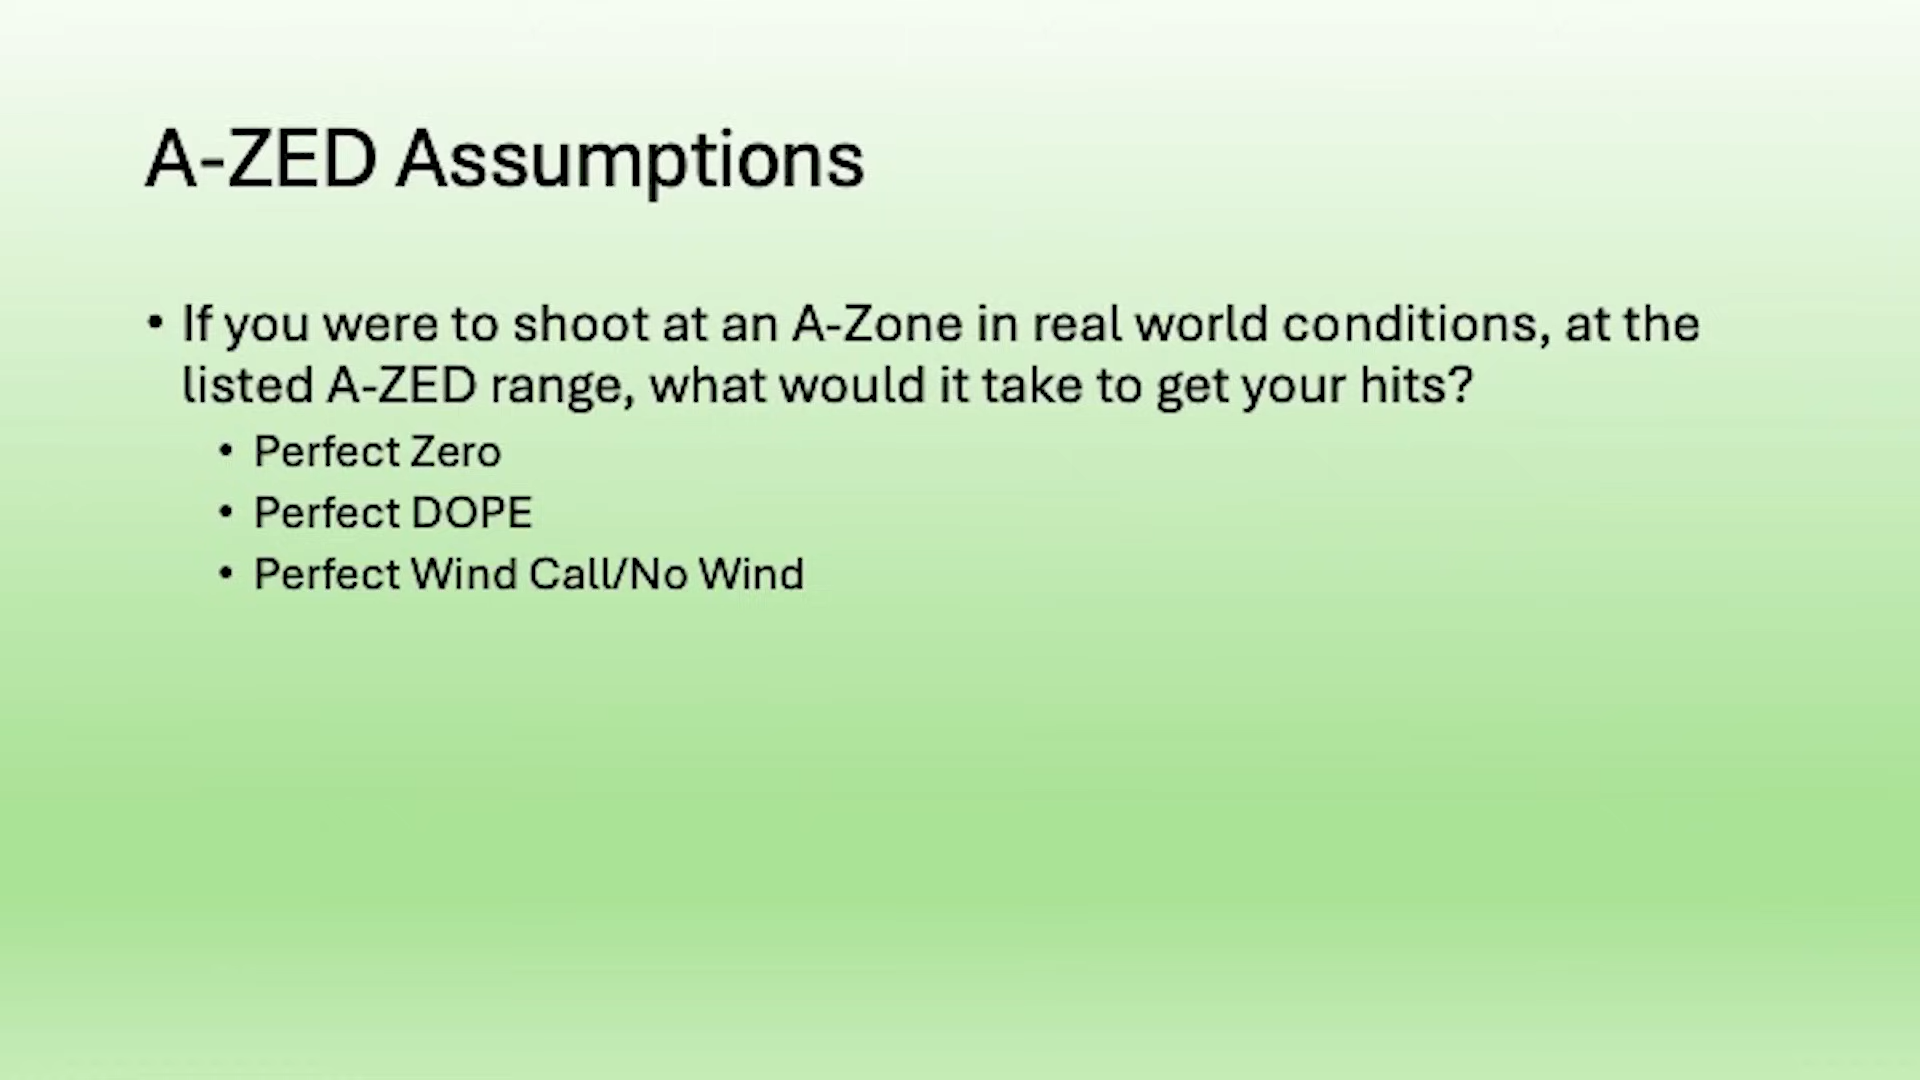 A-ZED Assumptions
• If you were to shoot at an A-Zone in real world conditions, at the
listed A-ZED range, what would it take to get your hits?
• Perfect Zero
• Perfect DOPE
• Perfect Wind Call/No Wind